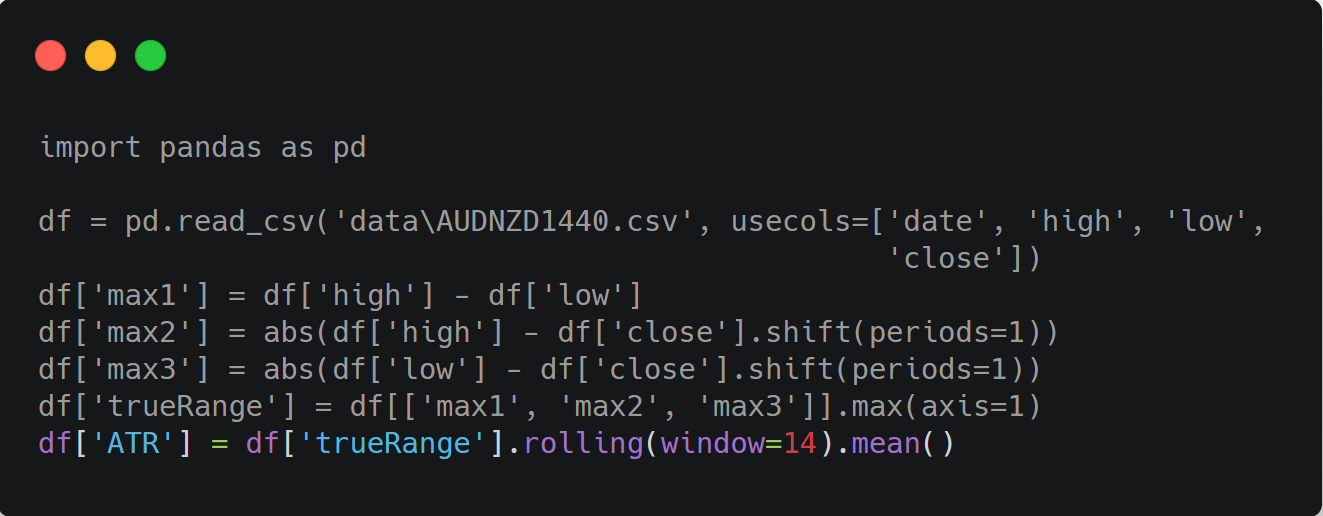 import pandas as pd
df = pd.read_csv('data\AUDNZD1440.csv', usecols=['date', 'high', 'low',
'close'])
df['max1'] = df['high'] - df['low']
df['max2'] = abs(df['high'] - df['close'].shift(periods=1))
df['max3'] = abs(df['low'] - df['close'].shift(periods=1))
df['trueRange'] = df[['max1', 'max2', 'max3']].max(axis=1)
df['ATR'] = df['trueRange'].rolling(window=14).mean()